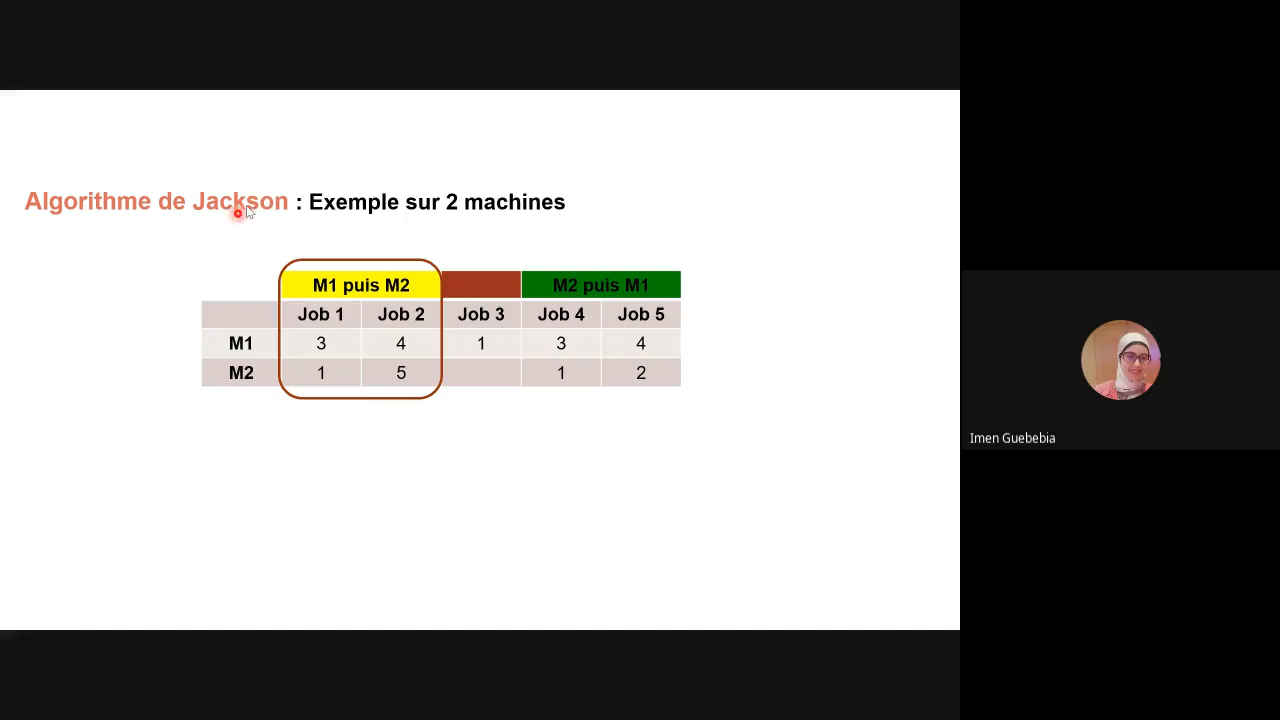 Algorithme de Jackson : Exemple sur 2 machines
M1 puis M2 M2 puis M1
Job 1 Job 2 Job 3 Job 4 Job 5
M1 3 4 1 3 4
M2 1 5 1 2
Imen Guebebia